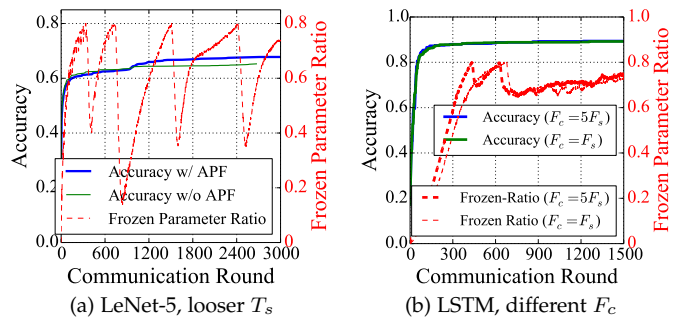 0.8
0.6
0.4
0.2
0.0
Accuracy
0.8
0.6
0.4
0.2
0
Frozen Parameter Ratio
Accuracy w/ APF
Accuracy w/o APF
Frozen Parameter Ratio
0 600 1200 1800 2400 3000
Communication Round
(a) LeNet-5, looser Tₛ
1.0
0.8
0.6
0.4
0.2
0.0
Accuracy
1.0
0.8
0.6
0.4
0.2
0
Frozen Parameter Ratio
Accuracy (F_c=5F_s)
Accuracy (F_c=F_s)
Frozen-Ratio (F_c=5F_s)
Frozen Ratio (F_c=F_s)
0 300 600 900 1200 1500
Communication Round
(b) LSTM, different F_c